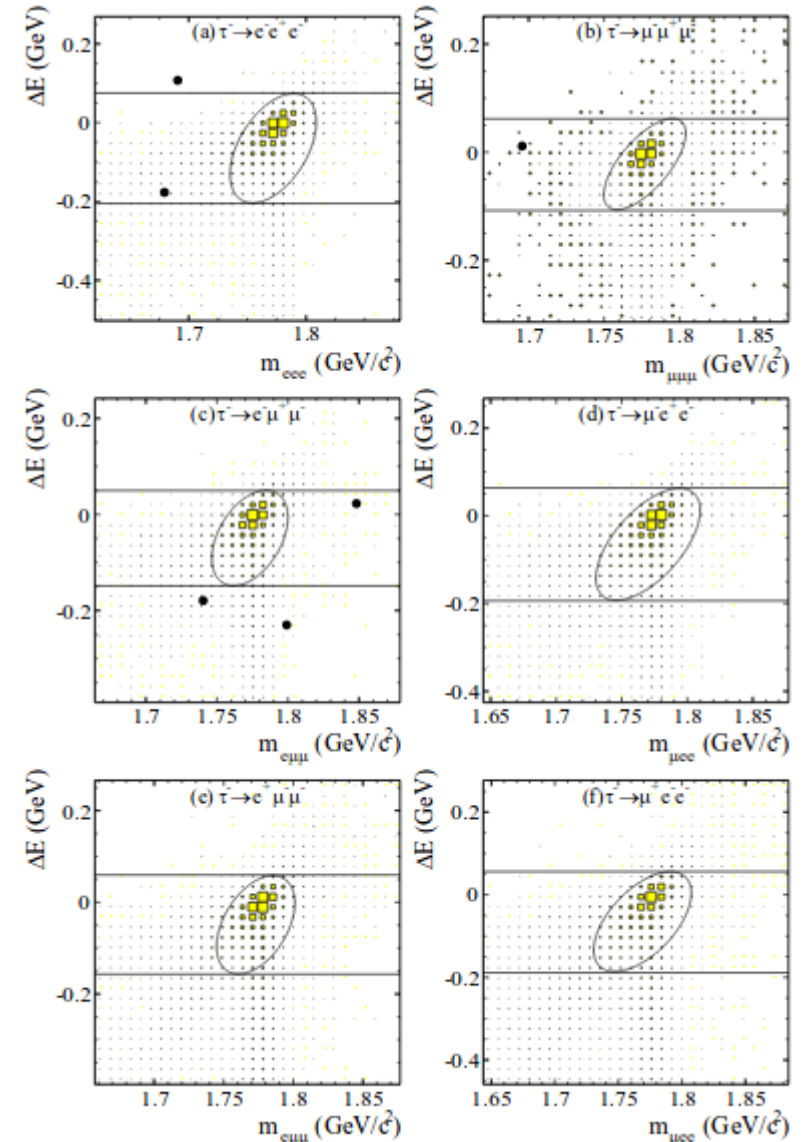 (a) τ⁻→e⁻e⁺e⁻
ΔE (GeV)
0.2
0
-0.2
-0.4
1.7 1.8
m_eee (GeV/c²)
(b) τ⁻→μ⁻μ⁺μ⁻
ΔE (GeV)
0.2
0
-0.2
1.7 1.75 1.8 1.85
m_μμμ (GeV/c²)
(c) τ⁻→e⁻μ⁺μ⁻
ΔE (GeV)
0.2
0
-0.2
1.7 1.75 1.8 1.85
m_eμμ (GeV/c²)
(d) τ⁻→μ⁻e⁺e⁻
ΔE (GeV)
0.2
0
-0.2
-0.4
1.65 1.7 1.75 1.8 1.85
m_μee (GeV/c²)
(e) τ⁻→e⁺μ⁻μ⁻
ΔE (GeV)
0
-0.2
1.7 1.75 1.8 1.85
m_eμμ (GeV/c²)
(f) τ⁻→μ⁺e⁻e⁻
ΔE (GeV)
0.2
0
-0.2
-0.4
1.65 1.7 1.75 1.8 1.85
m_μee (GeV/c²)